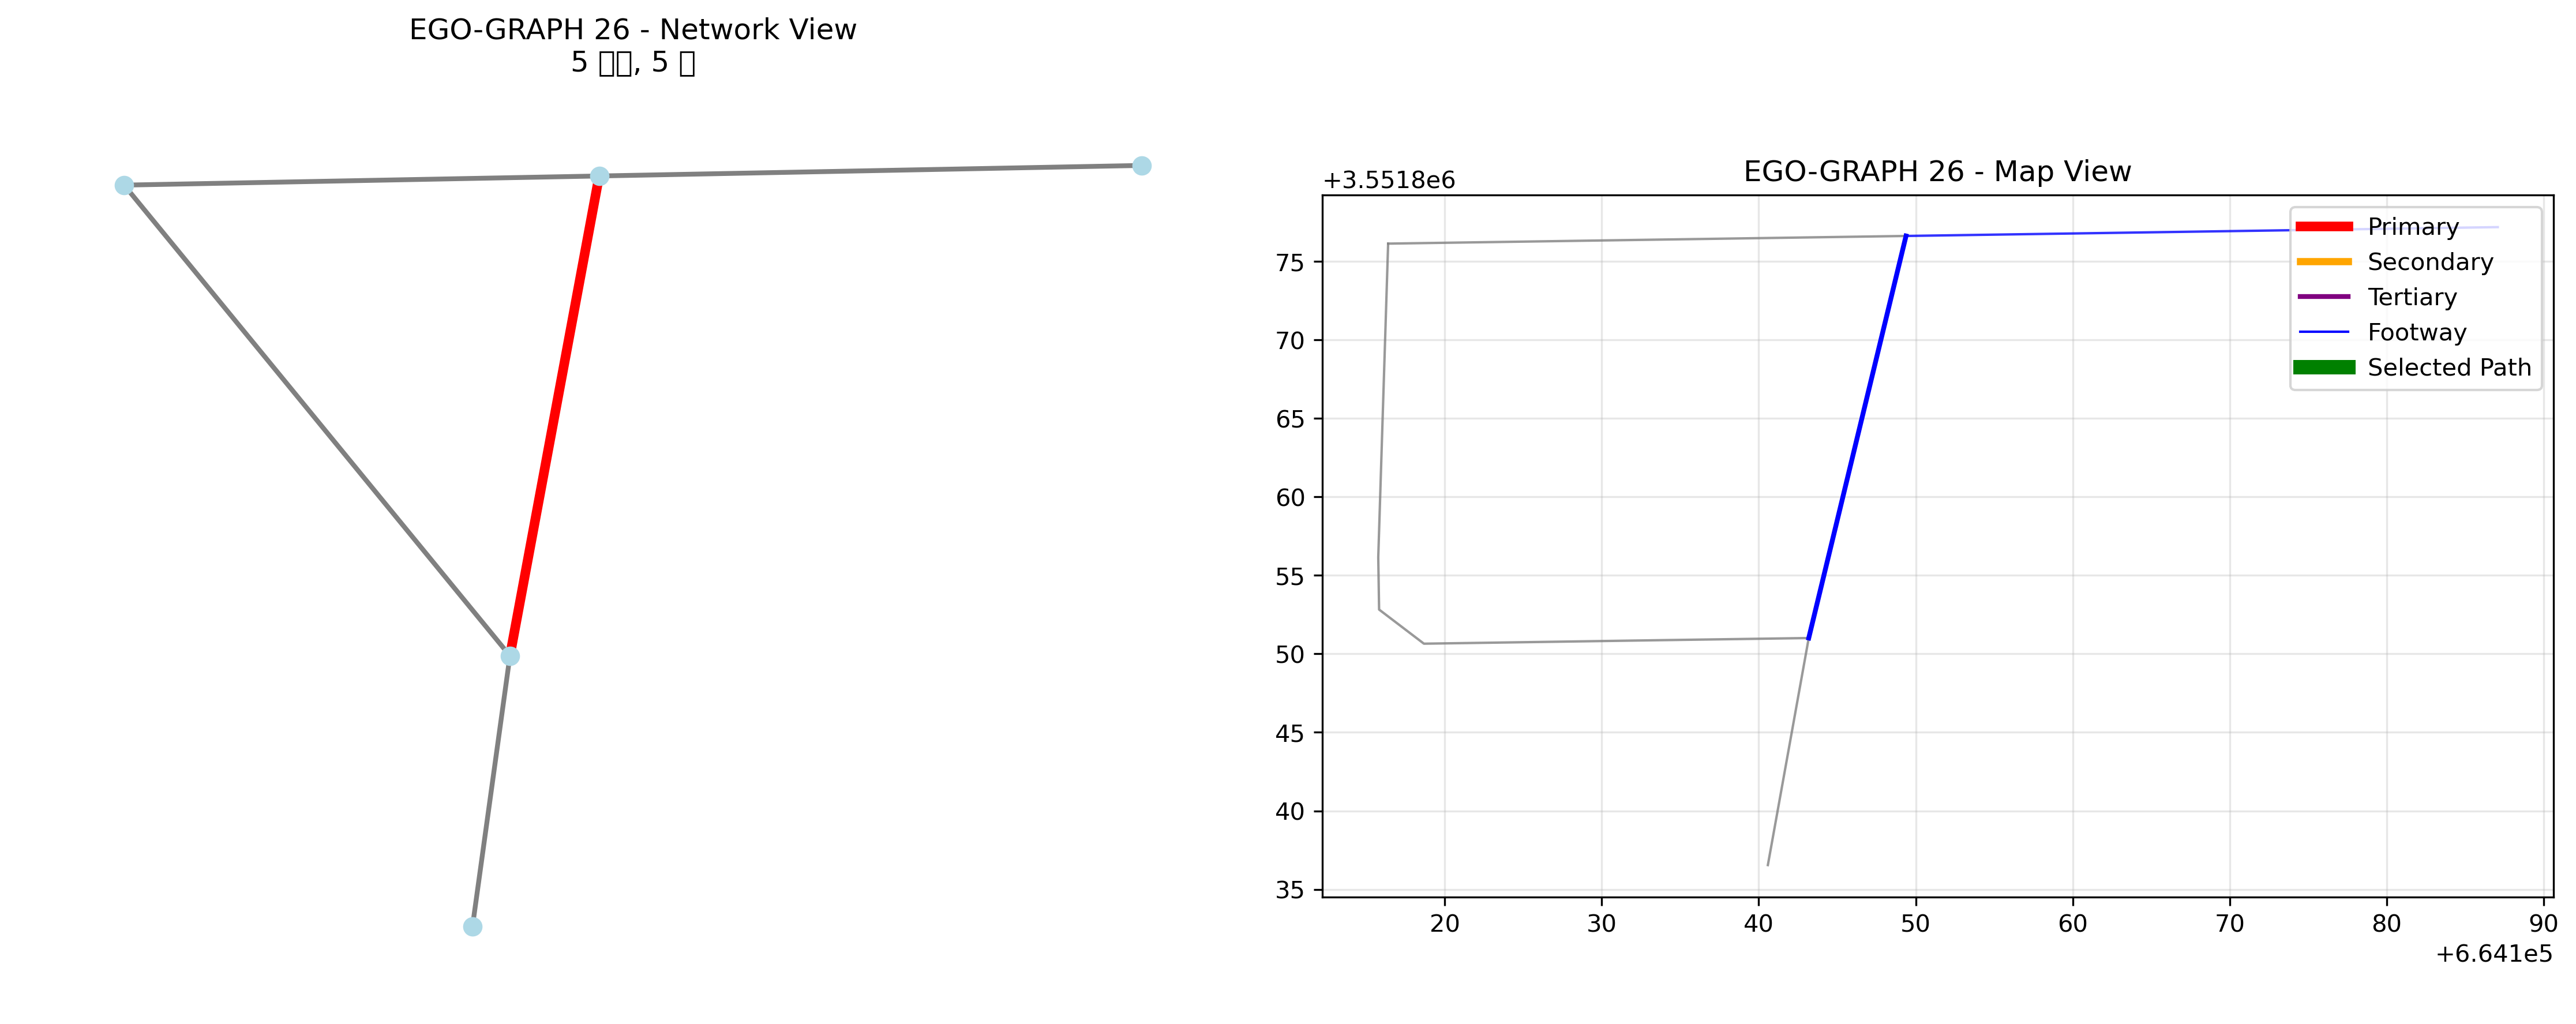 EGO-GRAPH 26 - Network View
5 , 5
EGO-GRAPH 26 - Map View
+3.5518e6
Primary
Secondary
Tertiary
Footway
Selected Path
75
70
65
60
55
50
45
40
35
20 30 40 50 60 70 80 90
+6.641e5